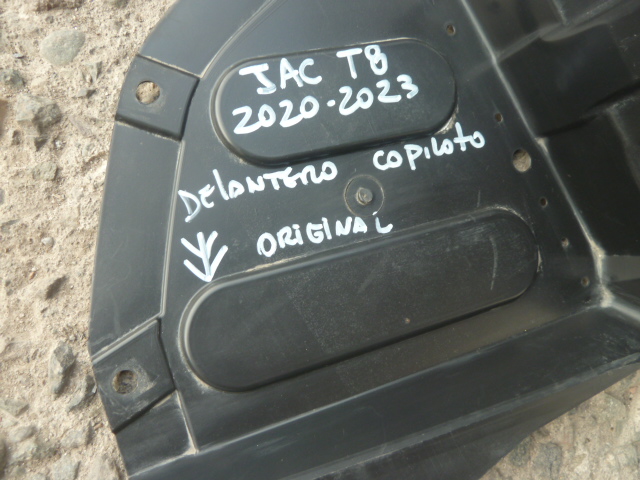 JAC T8
2020-2023
DElANTERO COPILOTO
ORIGINAL